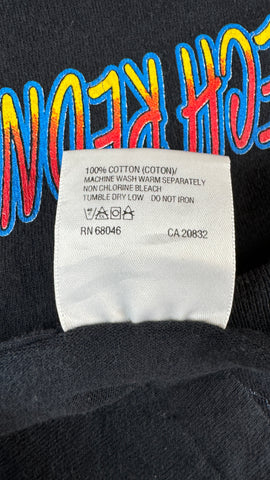 100% COTTON (COTON)/
MACHINE WASH WARM SEPARATELY
NON CHLORINE BLEACH
TUMBLE DRY LOW DO NOT IRON
RN 68046 CA 20832